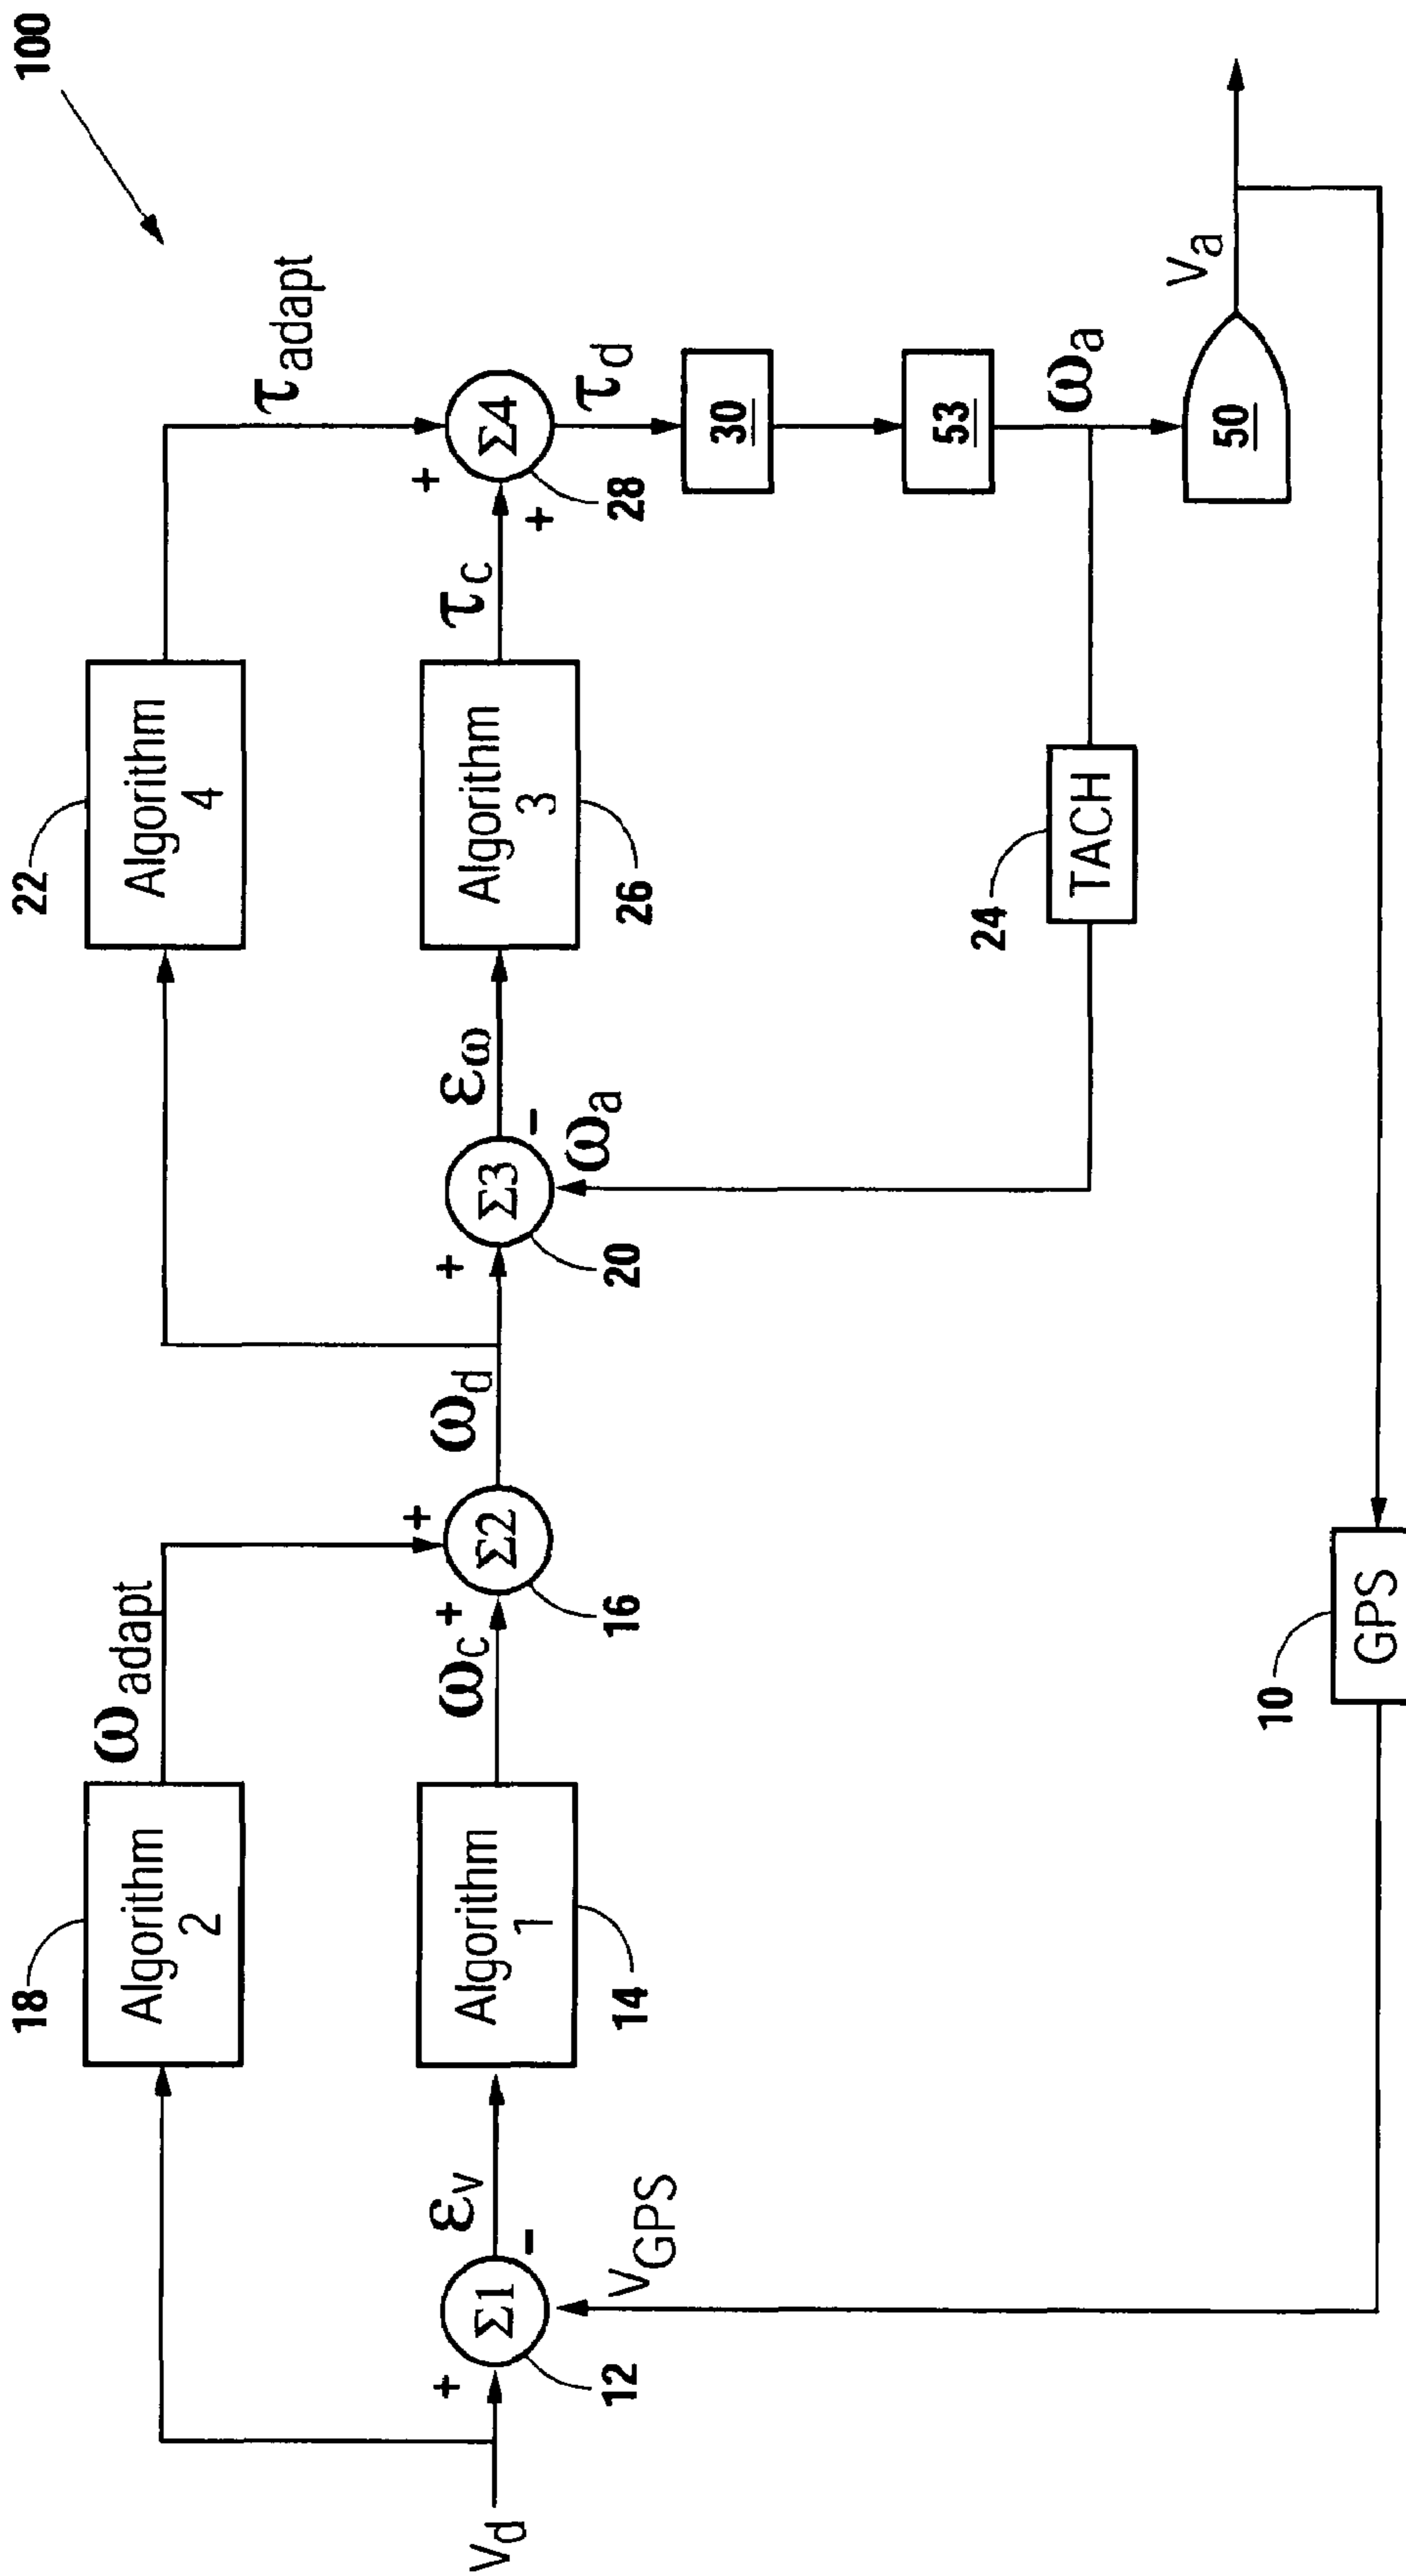 100
22
Algorithm
4
τadapt
18
Algorithm
2
ωadapt
vd
+
Σ1
-
12
εv
Algorithm
1
14
ωc
+
+
Σ2
16
ωd
+
Σ3
-
20
εω
ωa
Algorithm
3
26
τc
+
+
Σ4
28
τd
30
53
ωa
50
va
24
TACH
vGPS
10
GPS